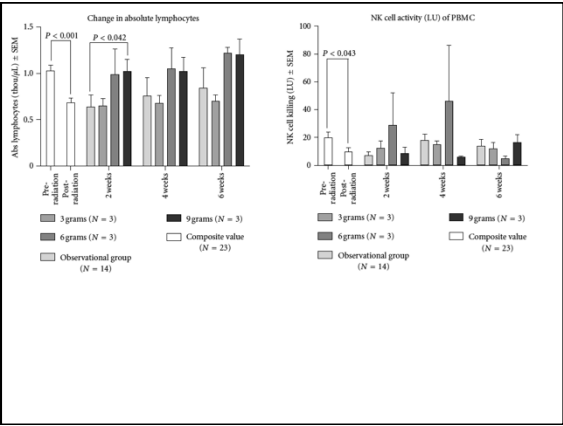 Change in absolute lymphocytes
Abs lymphocytes (thou/μL) ± SEM
1,5
1,0
0,5
0
P < 0.001
P < 0.042
Pre-
radiation
Post-
radiation
2 weeks
4 weeks
6 weeks
3 grams (N = 3)
6 grams (N = 3)
Observational group
(N = 14)
9 grams (N = 3)
Composite value
(N = 23)
NK cell activity (LU) of PBMC
NK cell killing (LU) ± SEM
100
80
60
40
20
0
P < 0.043
Pre-
radiation
Post-
radiation
2 weeks
4 weeks
6 weeks
3 grams (N = 3)
6 grams (N = 3)
Observational group
(N = 14)
9 grams (N = 3)
Composite value
(N = 23)